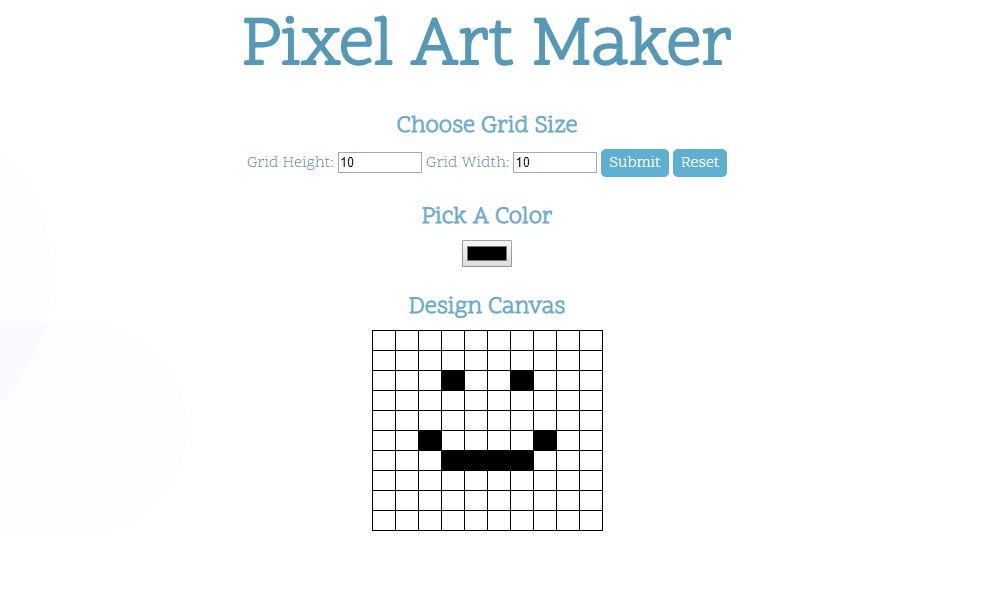 Pixel Art Maker
Choose Grid Size
Grid Height: 10 Grid Width: 10 Submit Reset
Pick A Color
Design Canvas